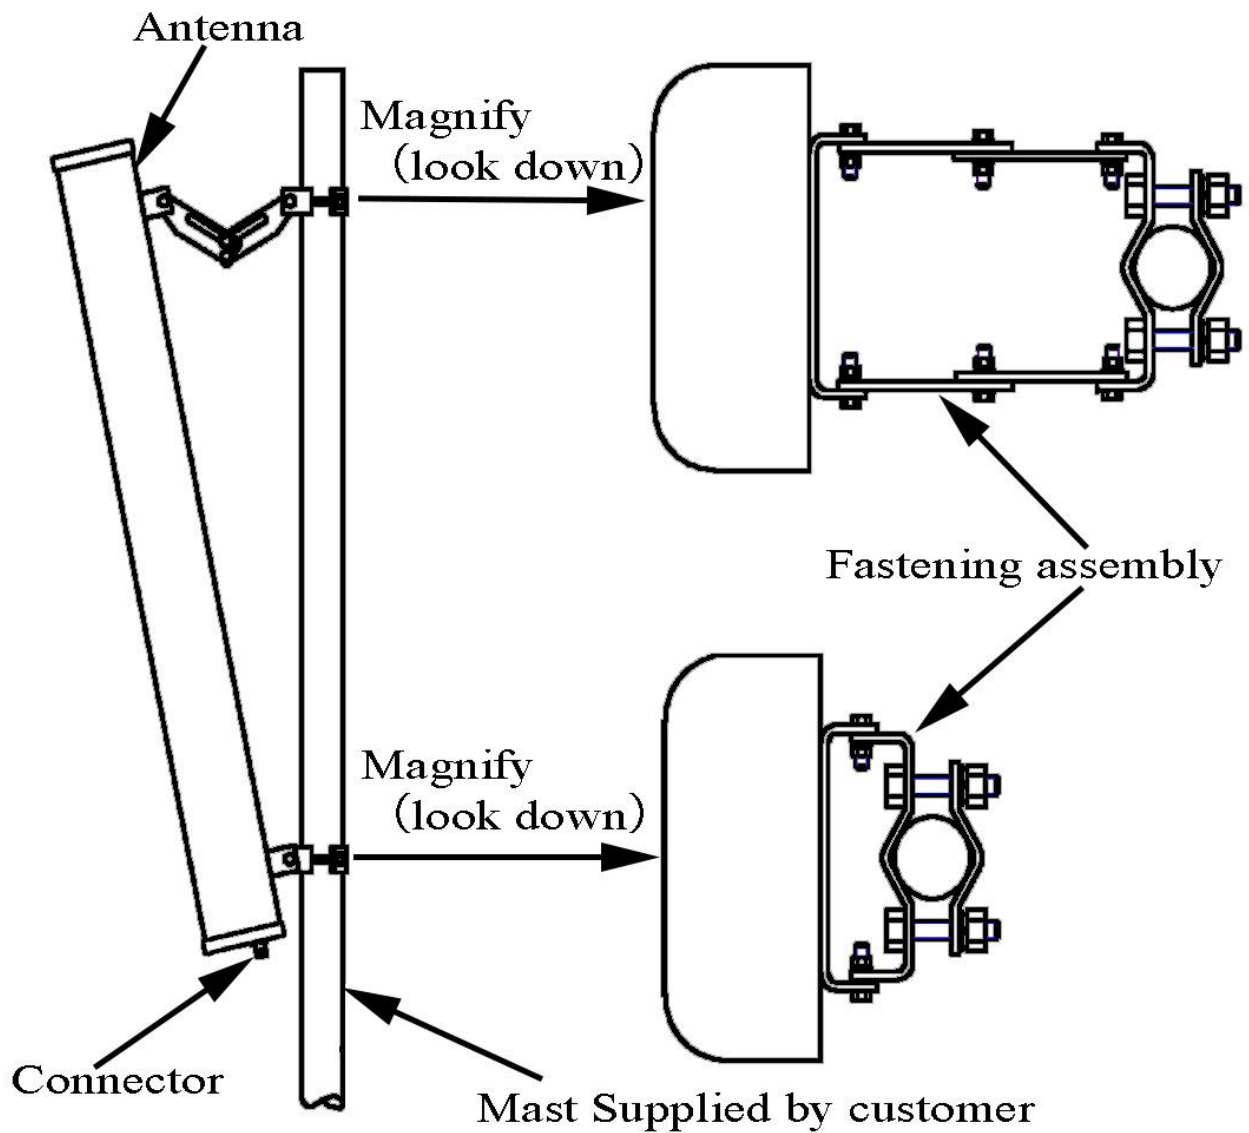 Antenna
Magnify
(look down)
Fastening assembly
Magnify
(look down)
Connector
Mast Supplied by customer